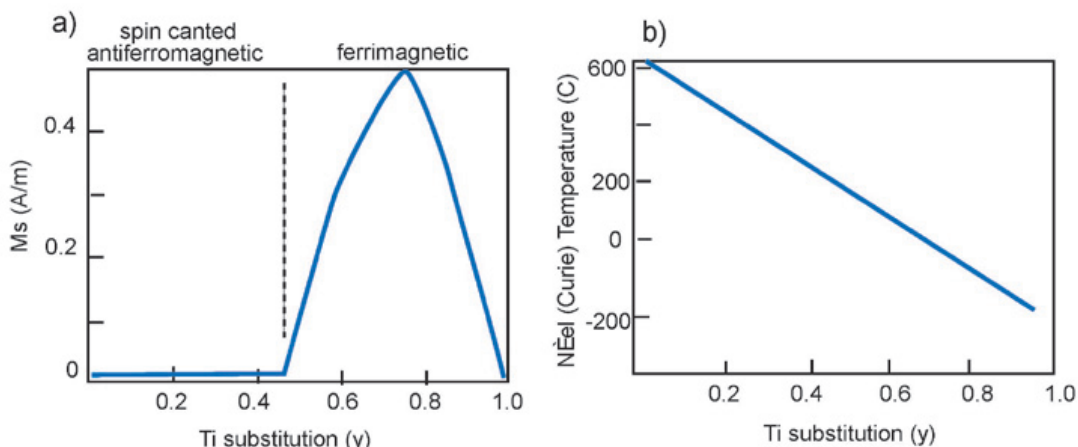 a)
spin canted
antiferromagnetic
ferrimagnetic
0.4
0.2
0
Ms (A/m)
0.2
0.4
0.6
0.8
1.0
Ti substitution (y)
b)
600
200
0
-200
NÈel (Curie) Temperature (C)
0.2
0.4
0.6
0.8
1.0
Ti substitution (y)